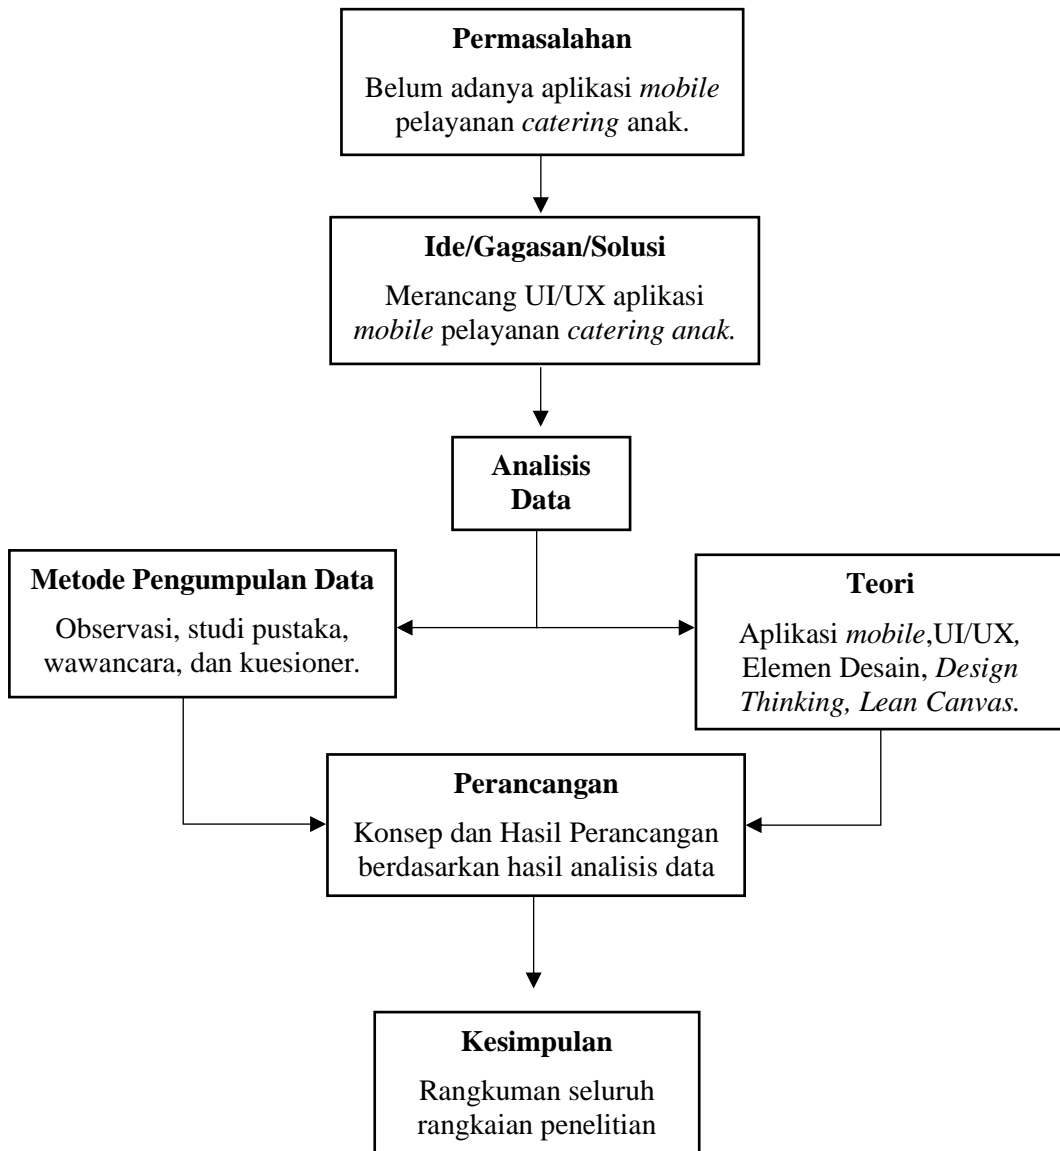 Permasalahan
Belum adanya aplikasi mobile
pelayanan catering anak.
Ide/Gagasan/Solusi
Merancang UI/UX aplikasi
mobile pelayanan catering anak.
Analisis
Data
Metode Pengumpulan Data
Observasi, studi pustaka,
wawancara, dan kuesioner.
Teori
Aplikasi mobile,UI/UX,
Elemen Desain, Design
Thinking, Lean Canvas.
Perancangan
Konsep dan Hasil Perancangan
berdasarkan hasil analisis data
Kesimpulan
Rangkuman seluruh
rangkaian penelitian